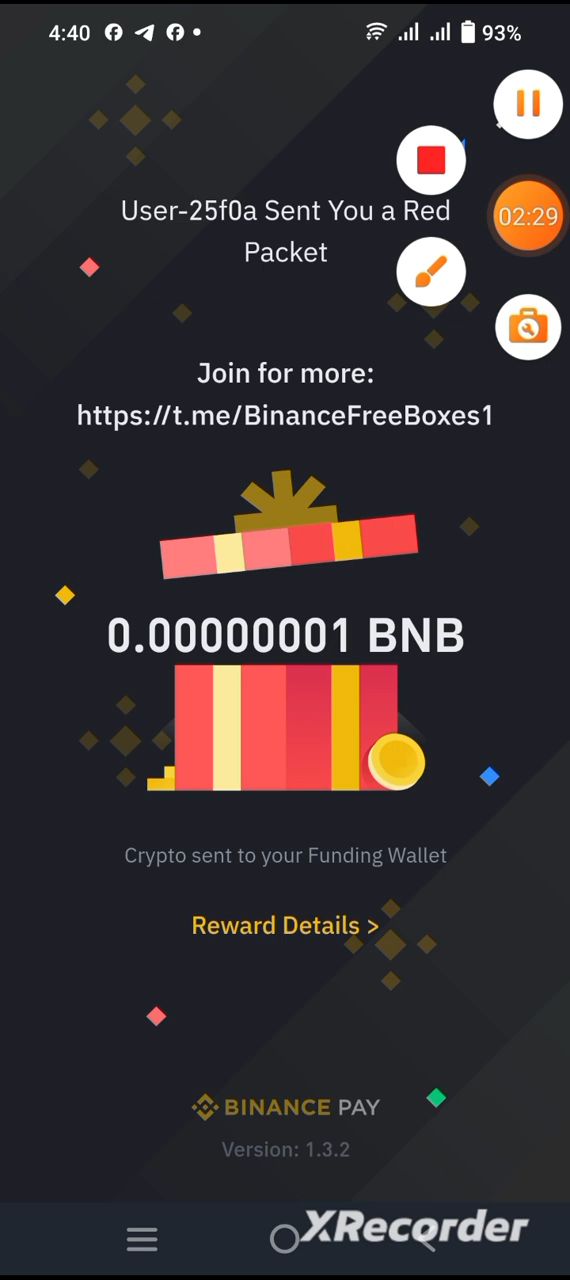 4:40
93%
02:29
User-25f0a Sent You a Red
Packet
Join for more:
https://t.me/BinanceFreeBoxes1
0.00000001 BNB
Crypto sent to your Funding Wallet
Reward Details >
BINANCE PAY
Version: 1.3.2
XRecorder